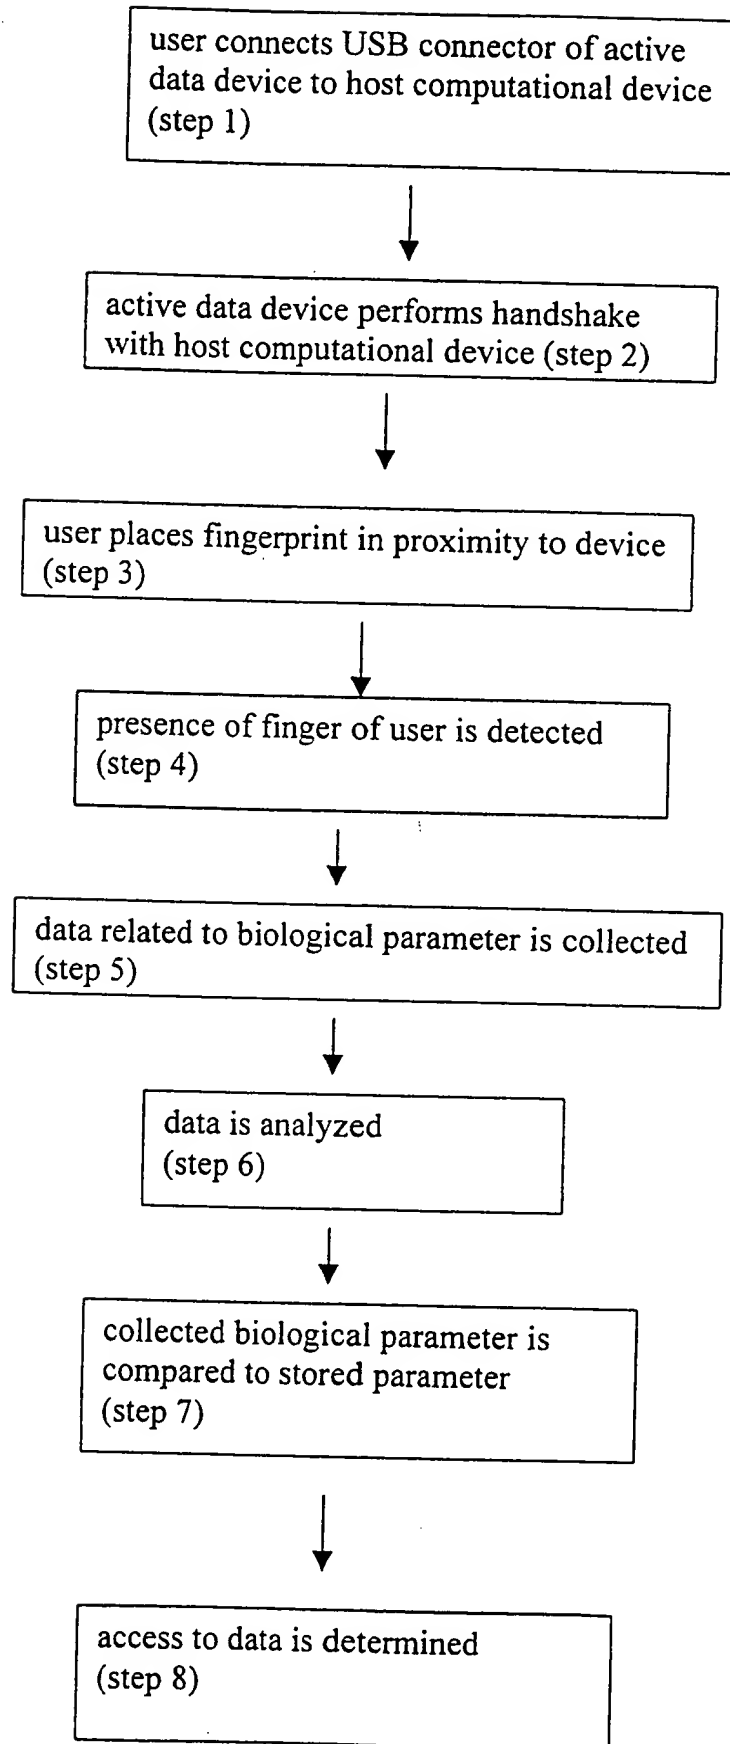 user connects USB connector of active
data device to host computational device
(step 1)
active data device performs handshake
with host computational device (step 2)
user places fingerprint in proximity to device
(step 3)
presence of finger of user is detected
(step 4)
data related to biological parameter is collected
(step 5)
data is analyzed
(step 6)
collected biological parameter is
compared to stored parameter
(step 7)
access to data is determined
(step 8)